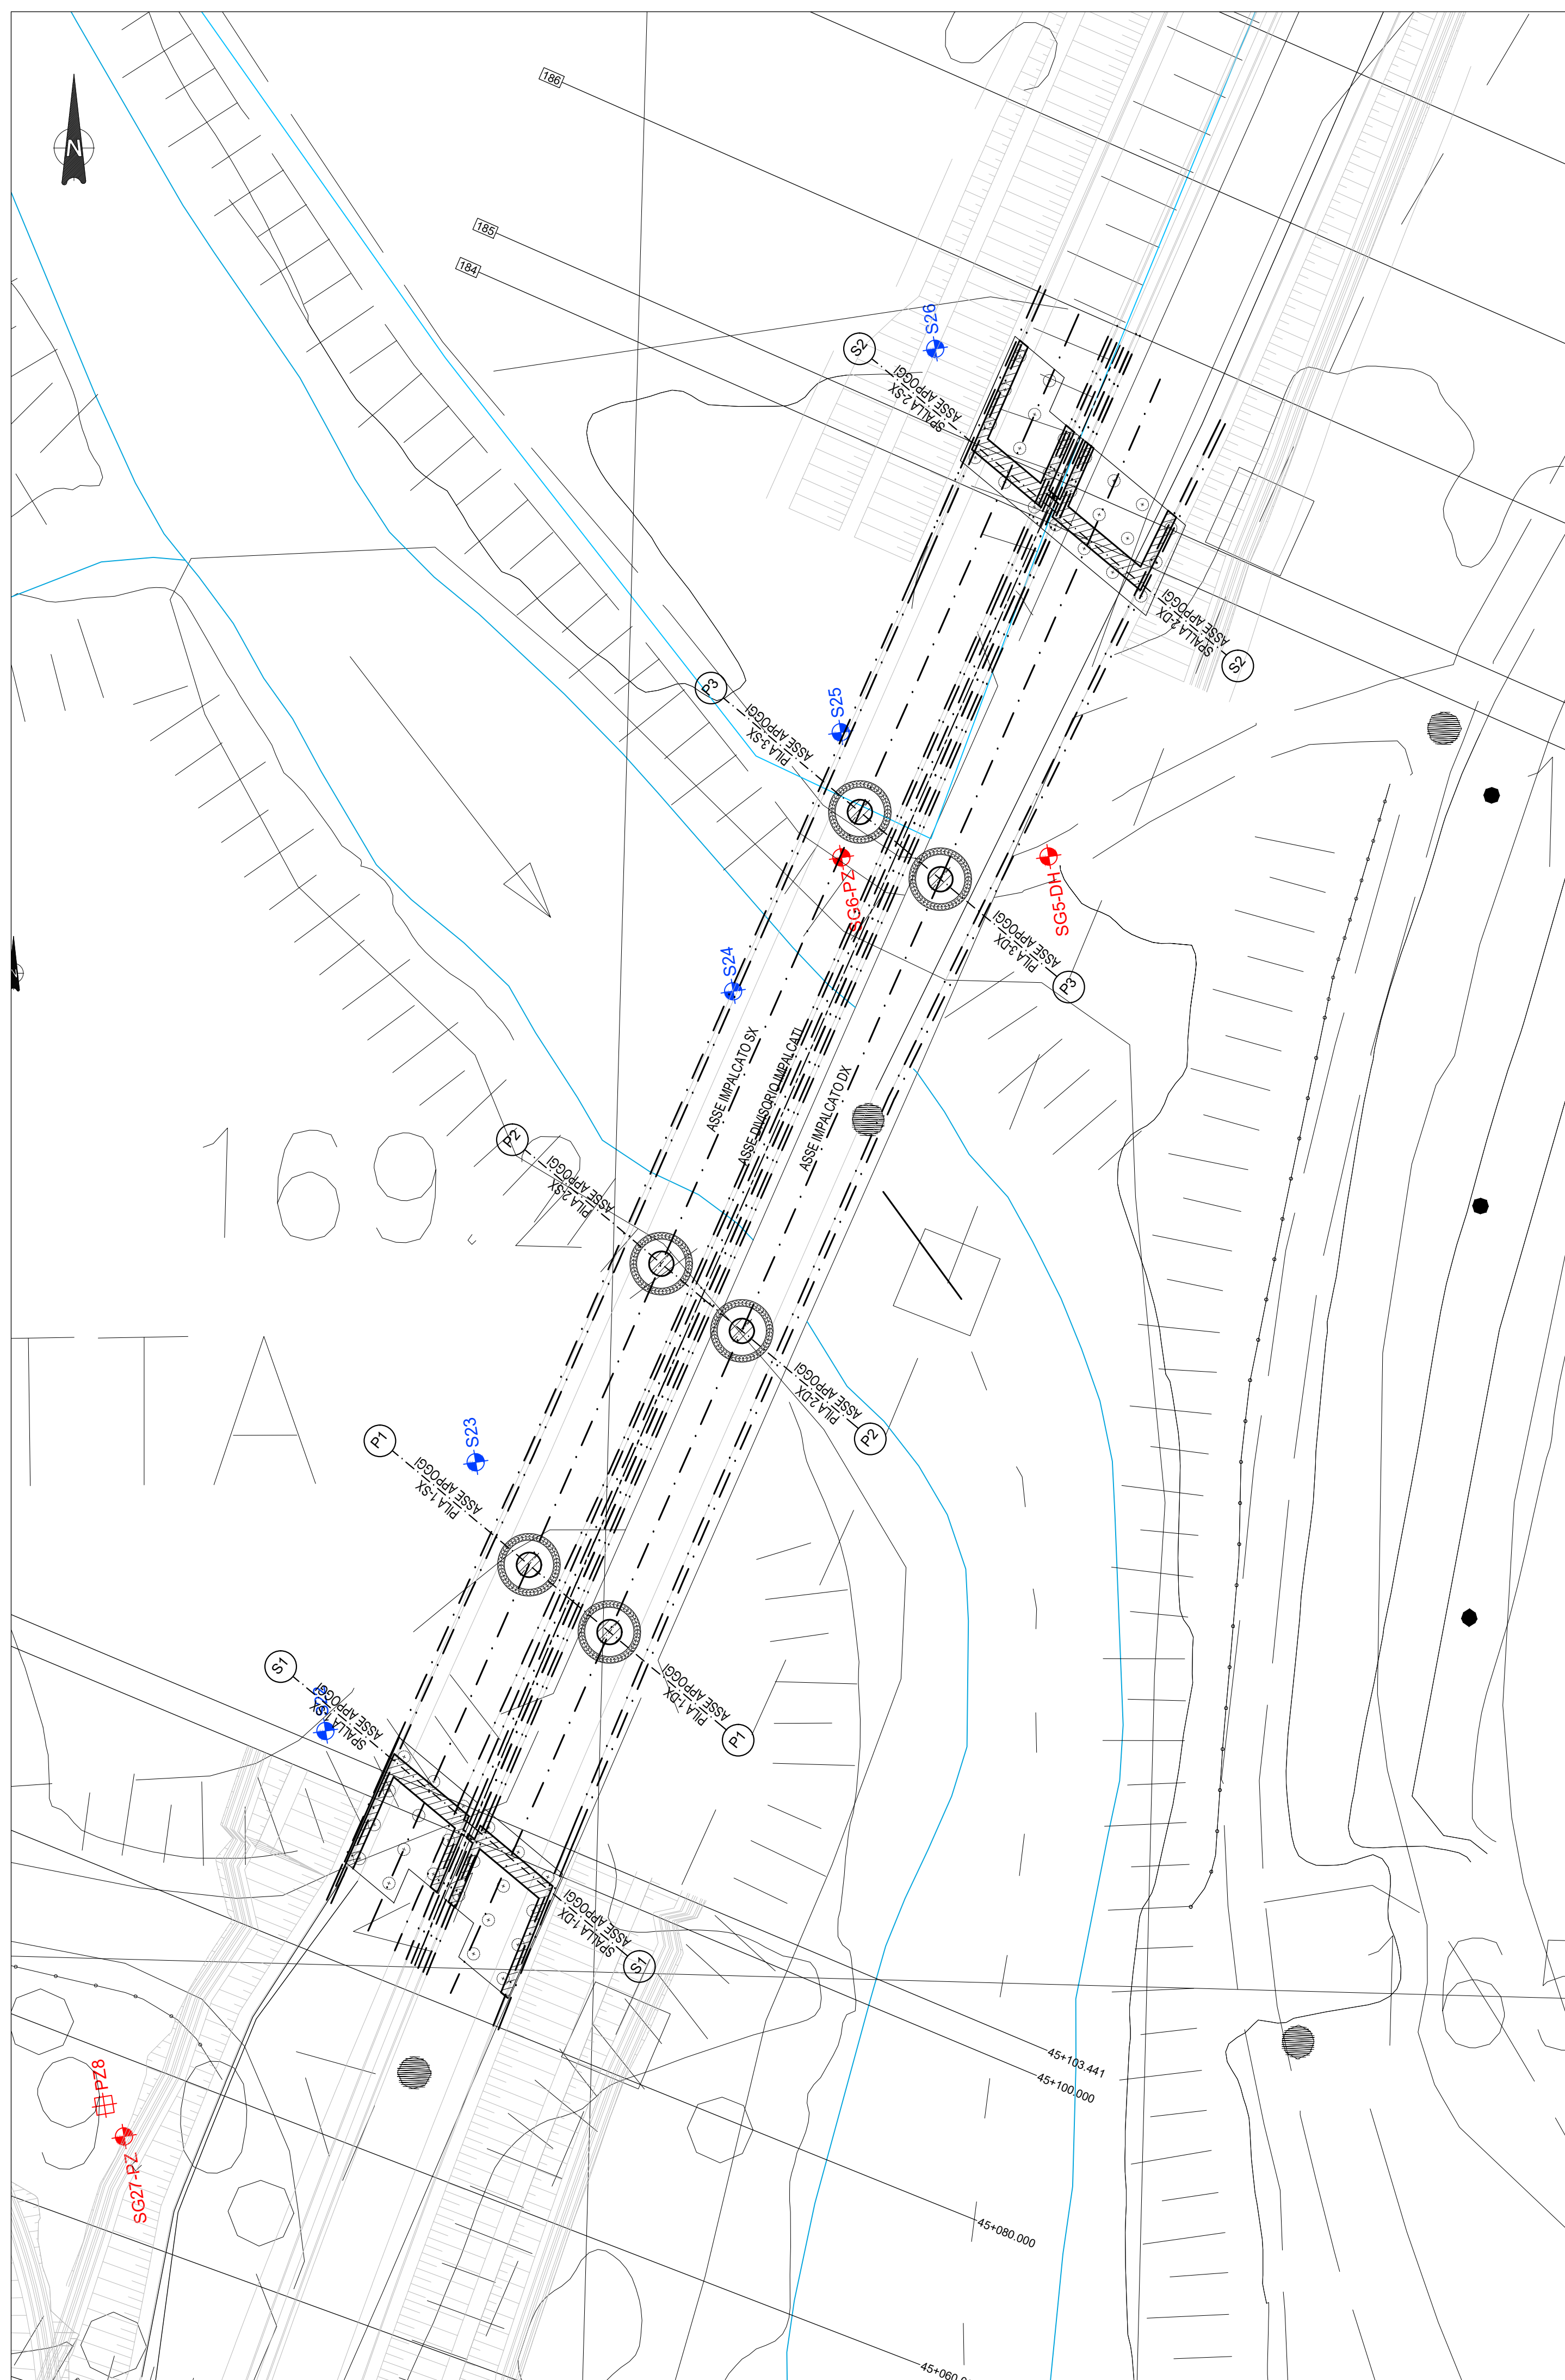 N
186
185
184
S26
S2
ASSE APPOGGI
SPALLA 2-SX
ASSE APPOGGI
SPALLA 2-DX
S2
P3
S25
ASSE APPOGGI
PILA 3-SX
SG6-PZ
SG5-DH
ASSE APPOGGI
PILA 3-DX
P3
S24
ASSE IMPALCATO SX
ASSE DIVISORIO IMPALCATI
ASSE IMPALCATO DX
P2
ASSE APPOGGI
PILA 2-SX
169.2
ASSE APPOGGI
PILA 2-DX
P2
TTA
P1
S23
ASSE APPOGGI
PILA 1-SX
ASSE APPOGGI
PILA 1-DX
P1
S1
ASSE APPOGGI
SPALLA 1-SX
ASSE APPOGGI
SPALLA 1-DX
S1
PZ8
SG27-PZ
45+103.441
45+100.000
45+080.000